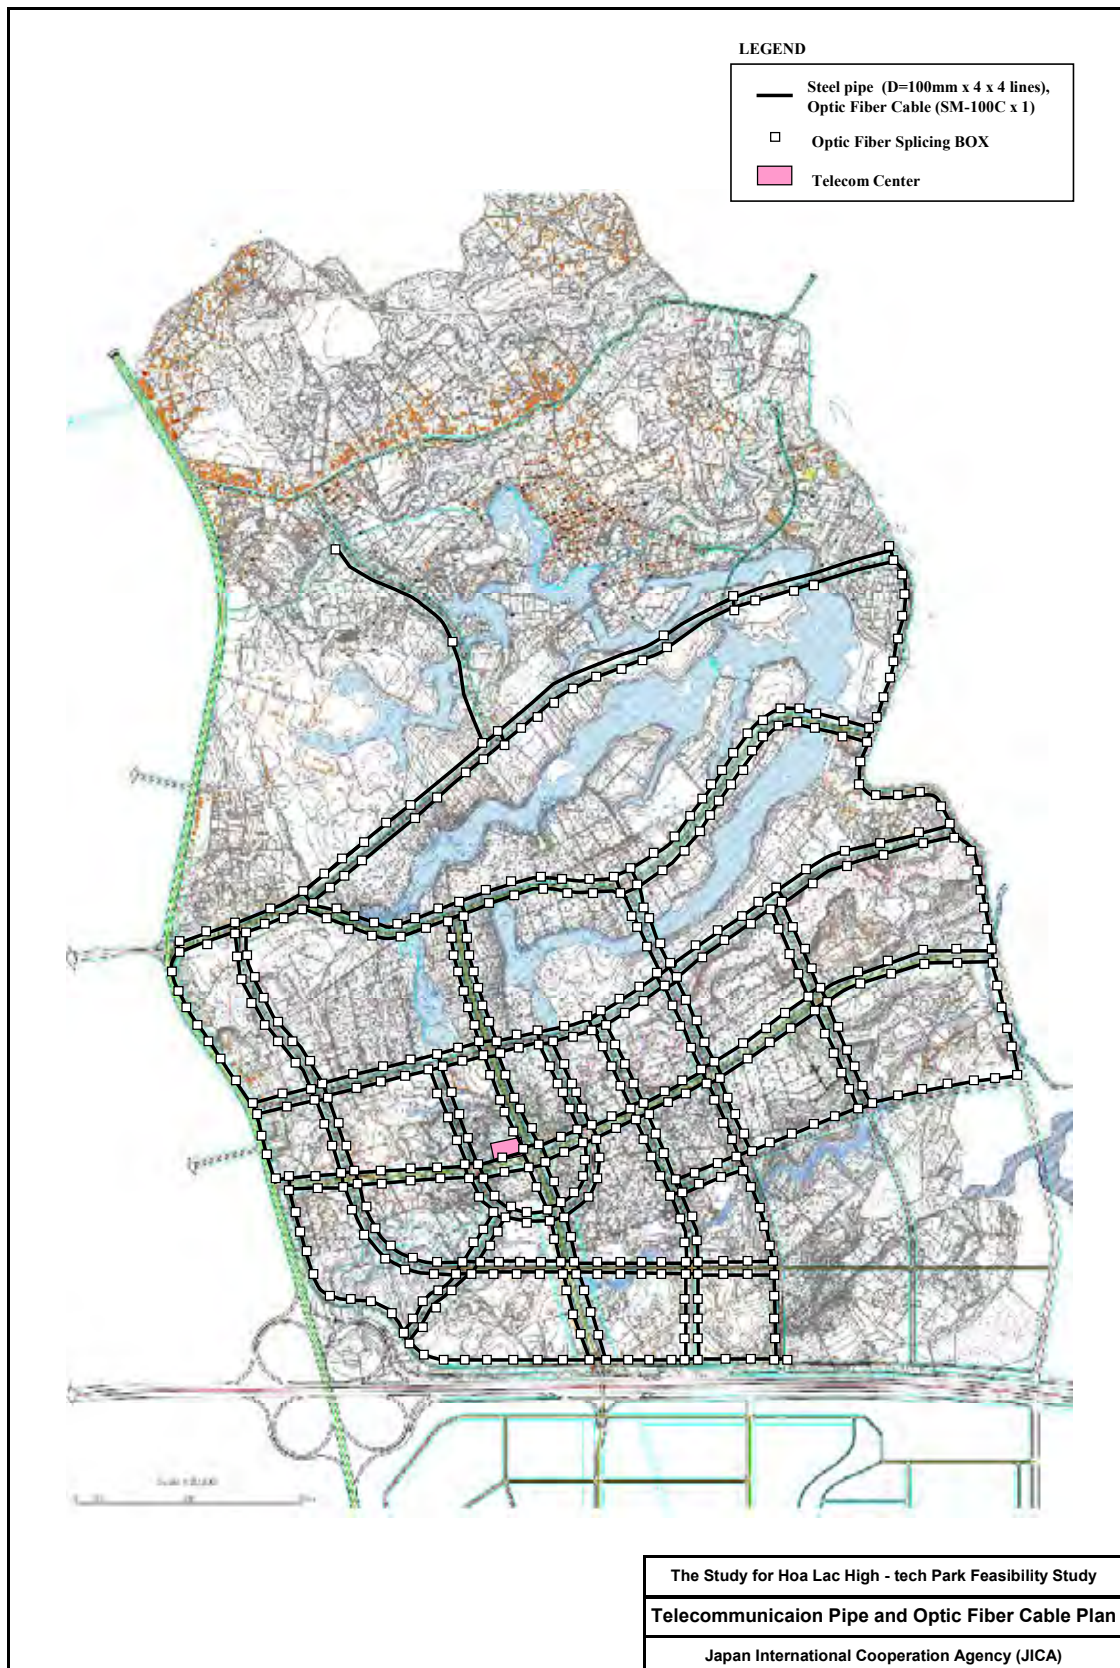 LEGEND
Steel pipe (D=100mm x 4 x 4 lines),
Optic Fiber Cable (SM-100C x 1)
Optic Fiber Splicing BOX
Telecom Center
The Study for Hoa Lac High - tech Park Feasibility Study
Telecommunicaion Pipe and Optic Fiber Cable Plan
Japan International Cooperation Agency (JICA)